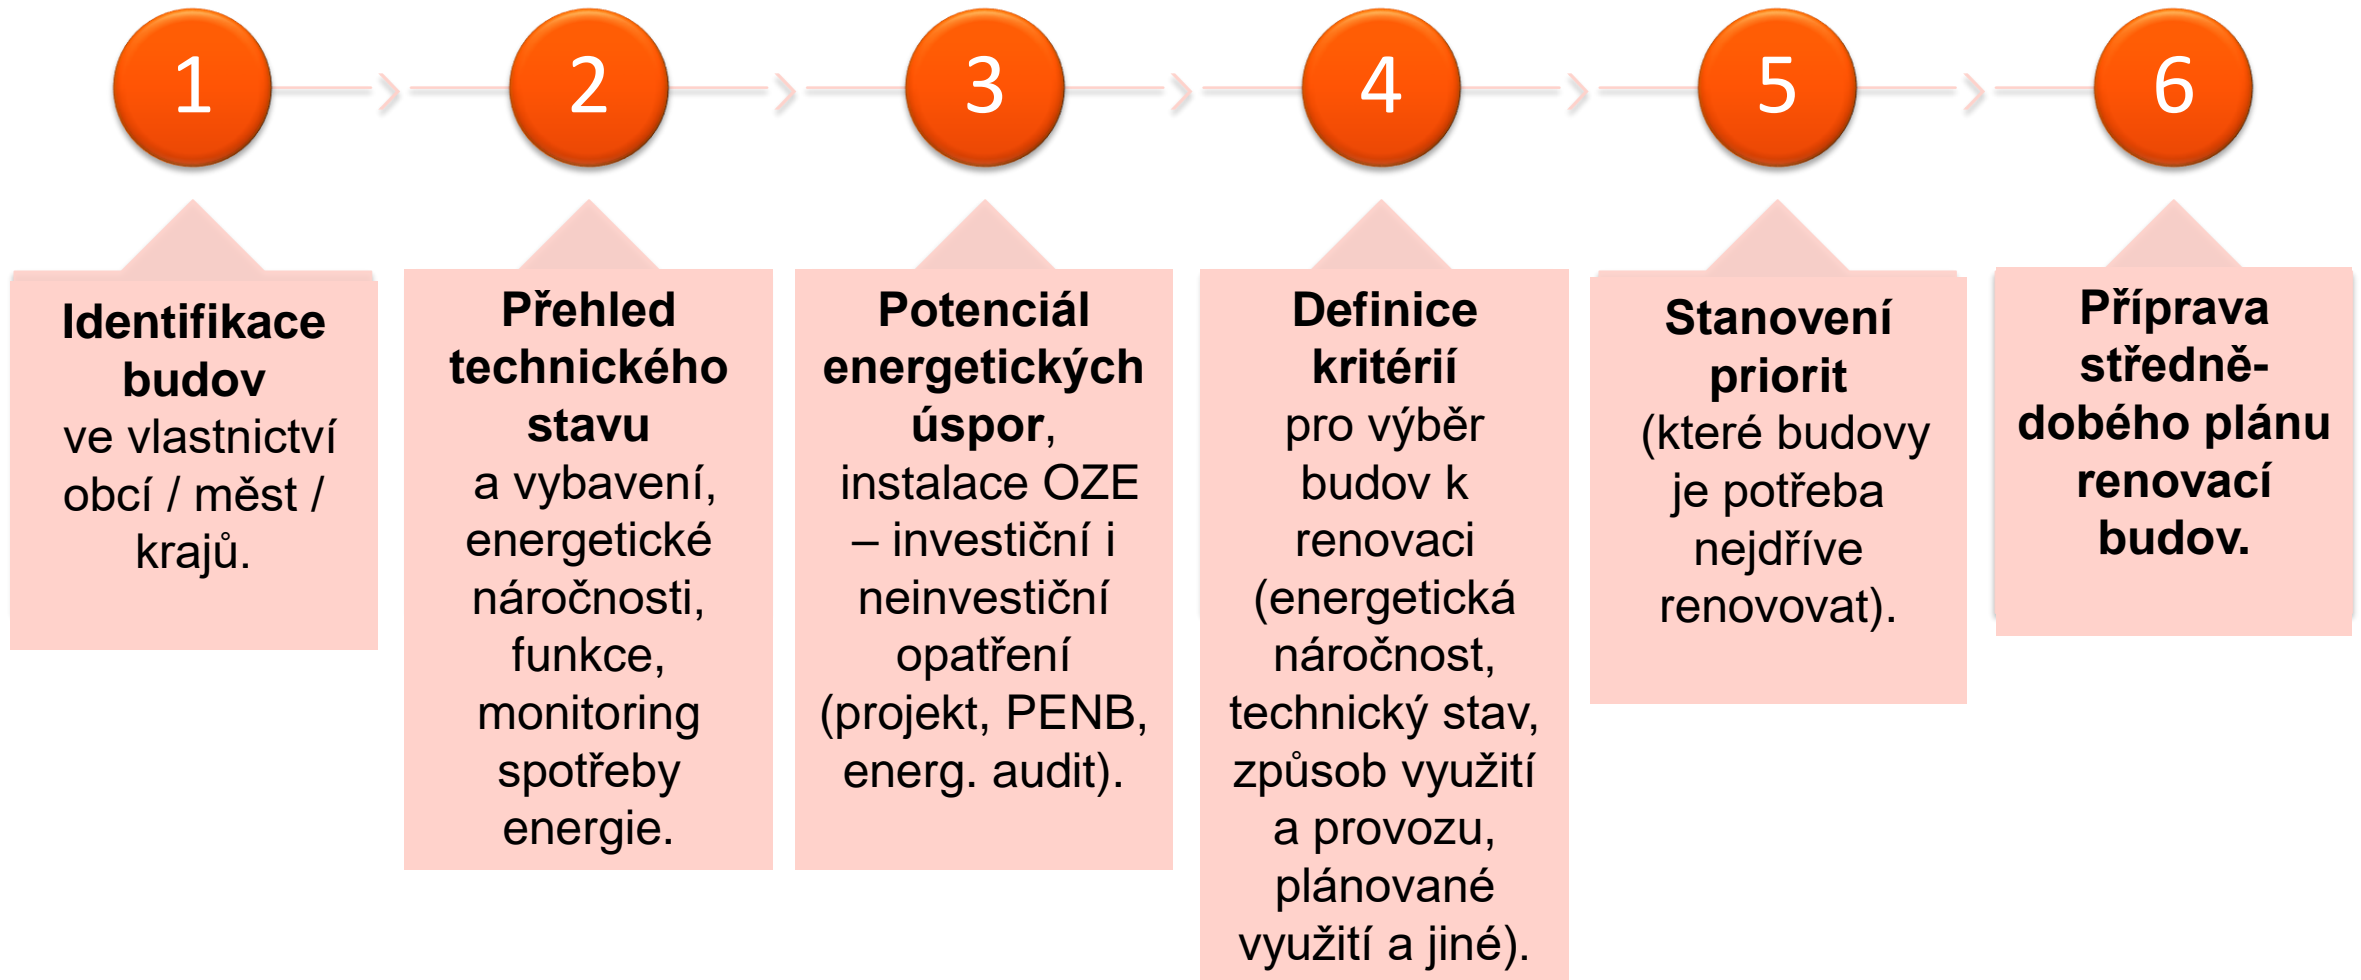 1
2
3
4
5
6
Identifikace
budov
ve vlastnictví
obcí / měst /
krajů.
Přehled
technického
stavu
a vybavení,
energetické
náročnosti,
funkce,
monitoring
spotřeby
energie.
Potenciál
energetických
úspor,
instalace OZE
– investiční i
neinvestiční
opatření
(projekt, PENB,
energ. audit).
Definice
kritérií
pro výběr
budov k
renovaci
(energetická
náročnost,
technický stav,
způsob využití
a provozu,
plánované
využití a jiné).
Stanovení
priorit
(které budovy
je potřeba
nejdříve
renovovat).
Příprava
středně-
dobého plánu
renovací
budov.